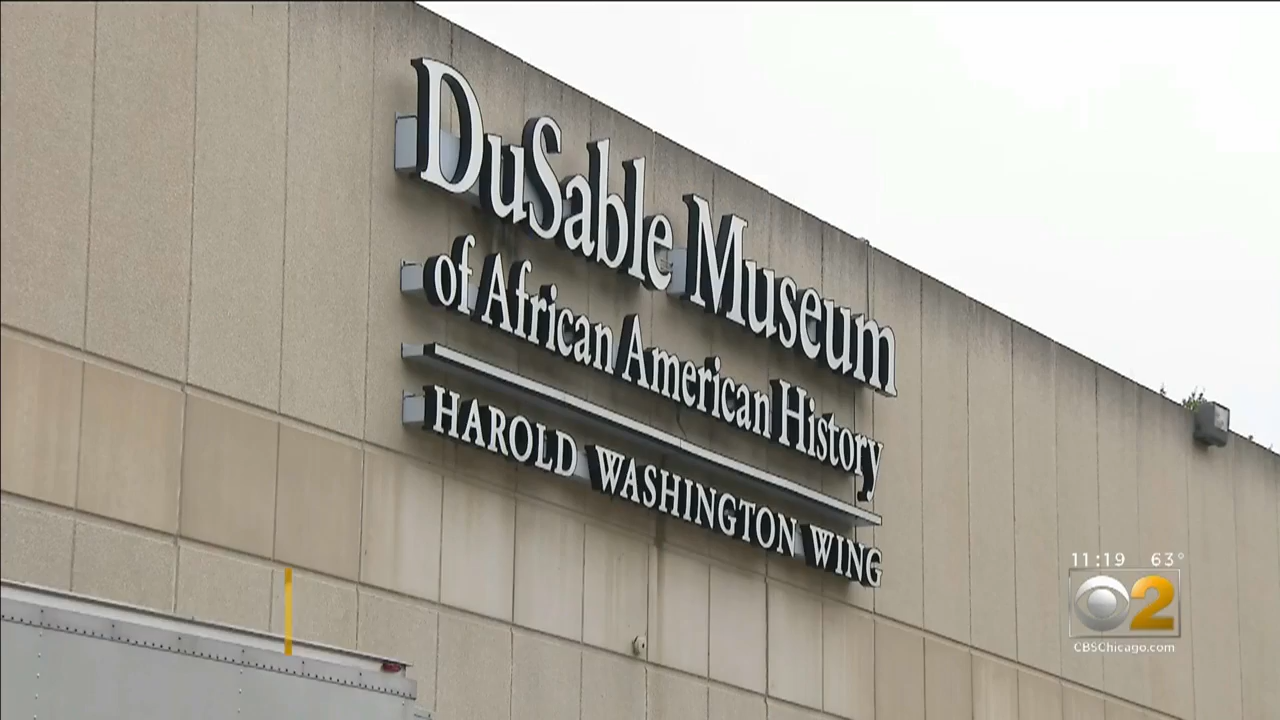 DuSable Museum
of African American History
HAROLD WASHINGTON WING
11:19 63°
2
CBSChicago.com